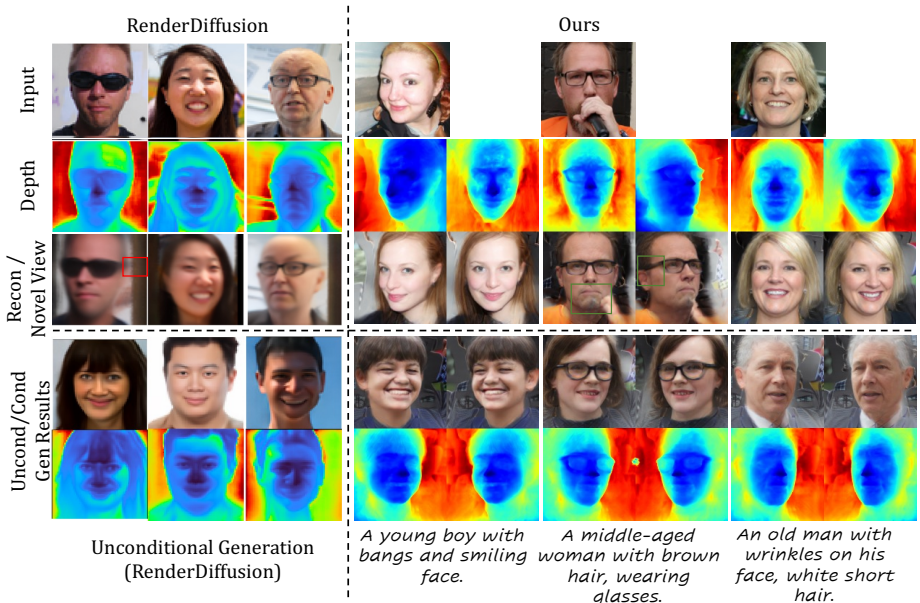 RenderDiffusion
Ours
Input
Depth
Recon /
Novel View
Uncond/Cond
Gen Results
Unconditional Generation
(RenderDiffusion)
A young boy with
bangs and smiling
face.
A middle-aged
woman with brown
hair, wearing
glasses.
An old man with
wrinkles on his
face, white short
hair.